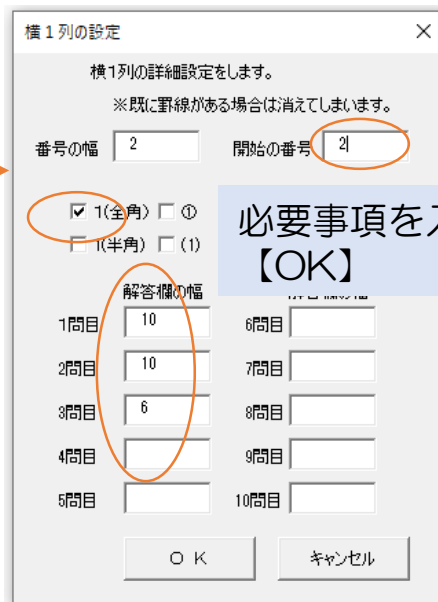 横１列の設定
横1列の詳細設定をします。
※既に罫線がある場合は消えてしまいます。
番号の幅 2 開始の番号 2
1(全角) ①
1(半角) (1)
必要事項を入
【OK】
解答欄の幅
1問目 10 6問目
2問目 10 7問目
3問目 6 8問目
4問目 9問目
5問目 10問目
ＯＫ キャンセル